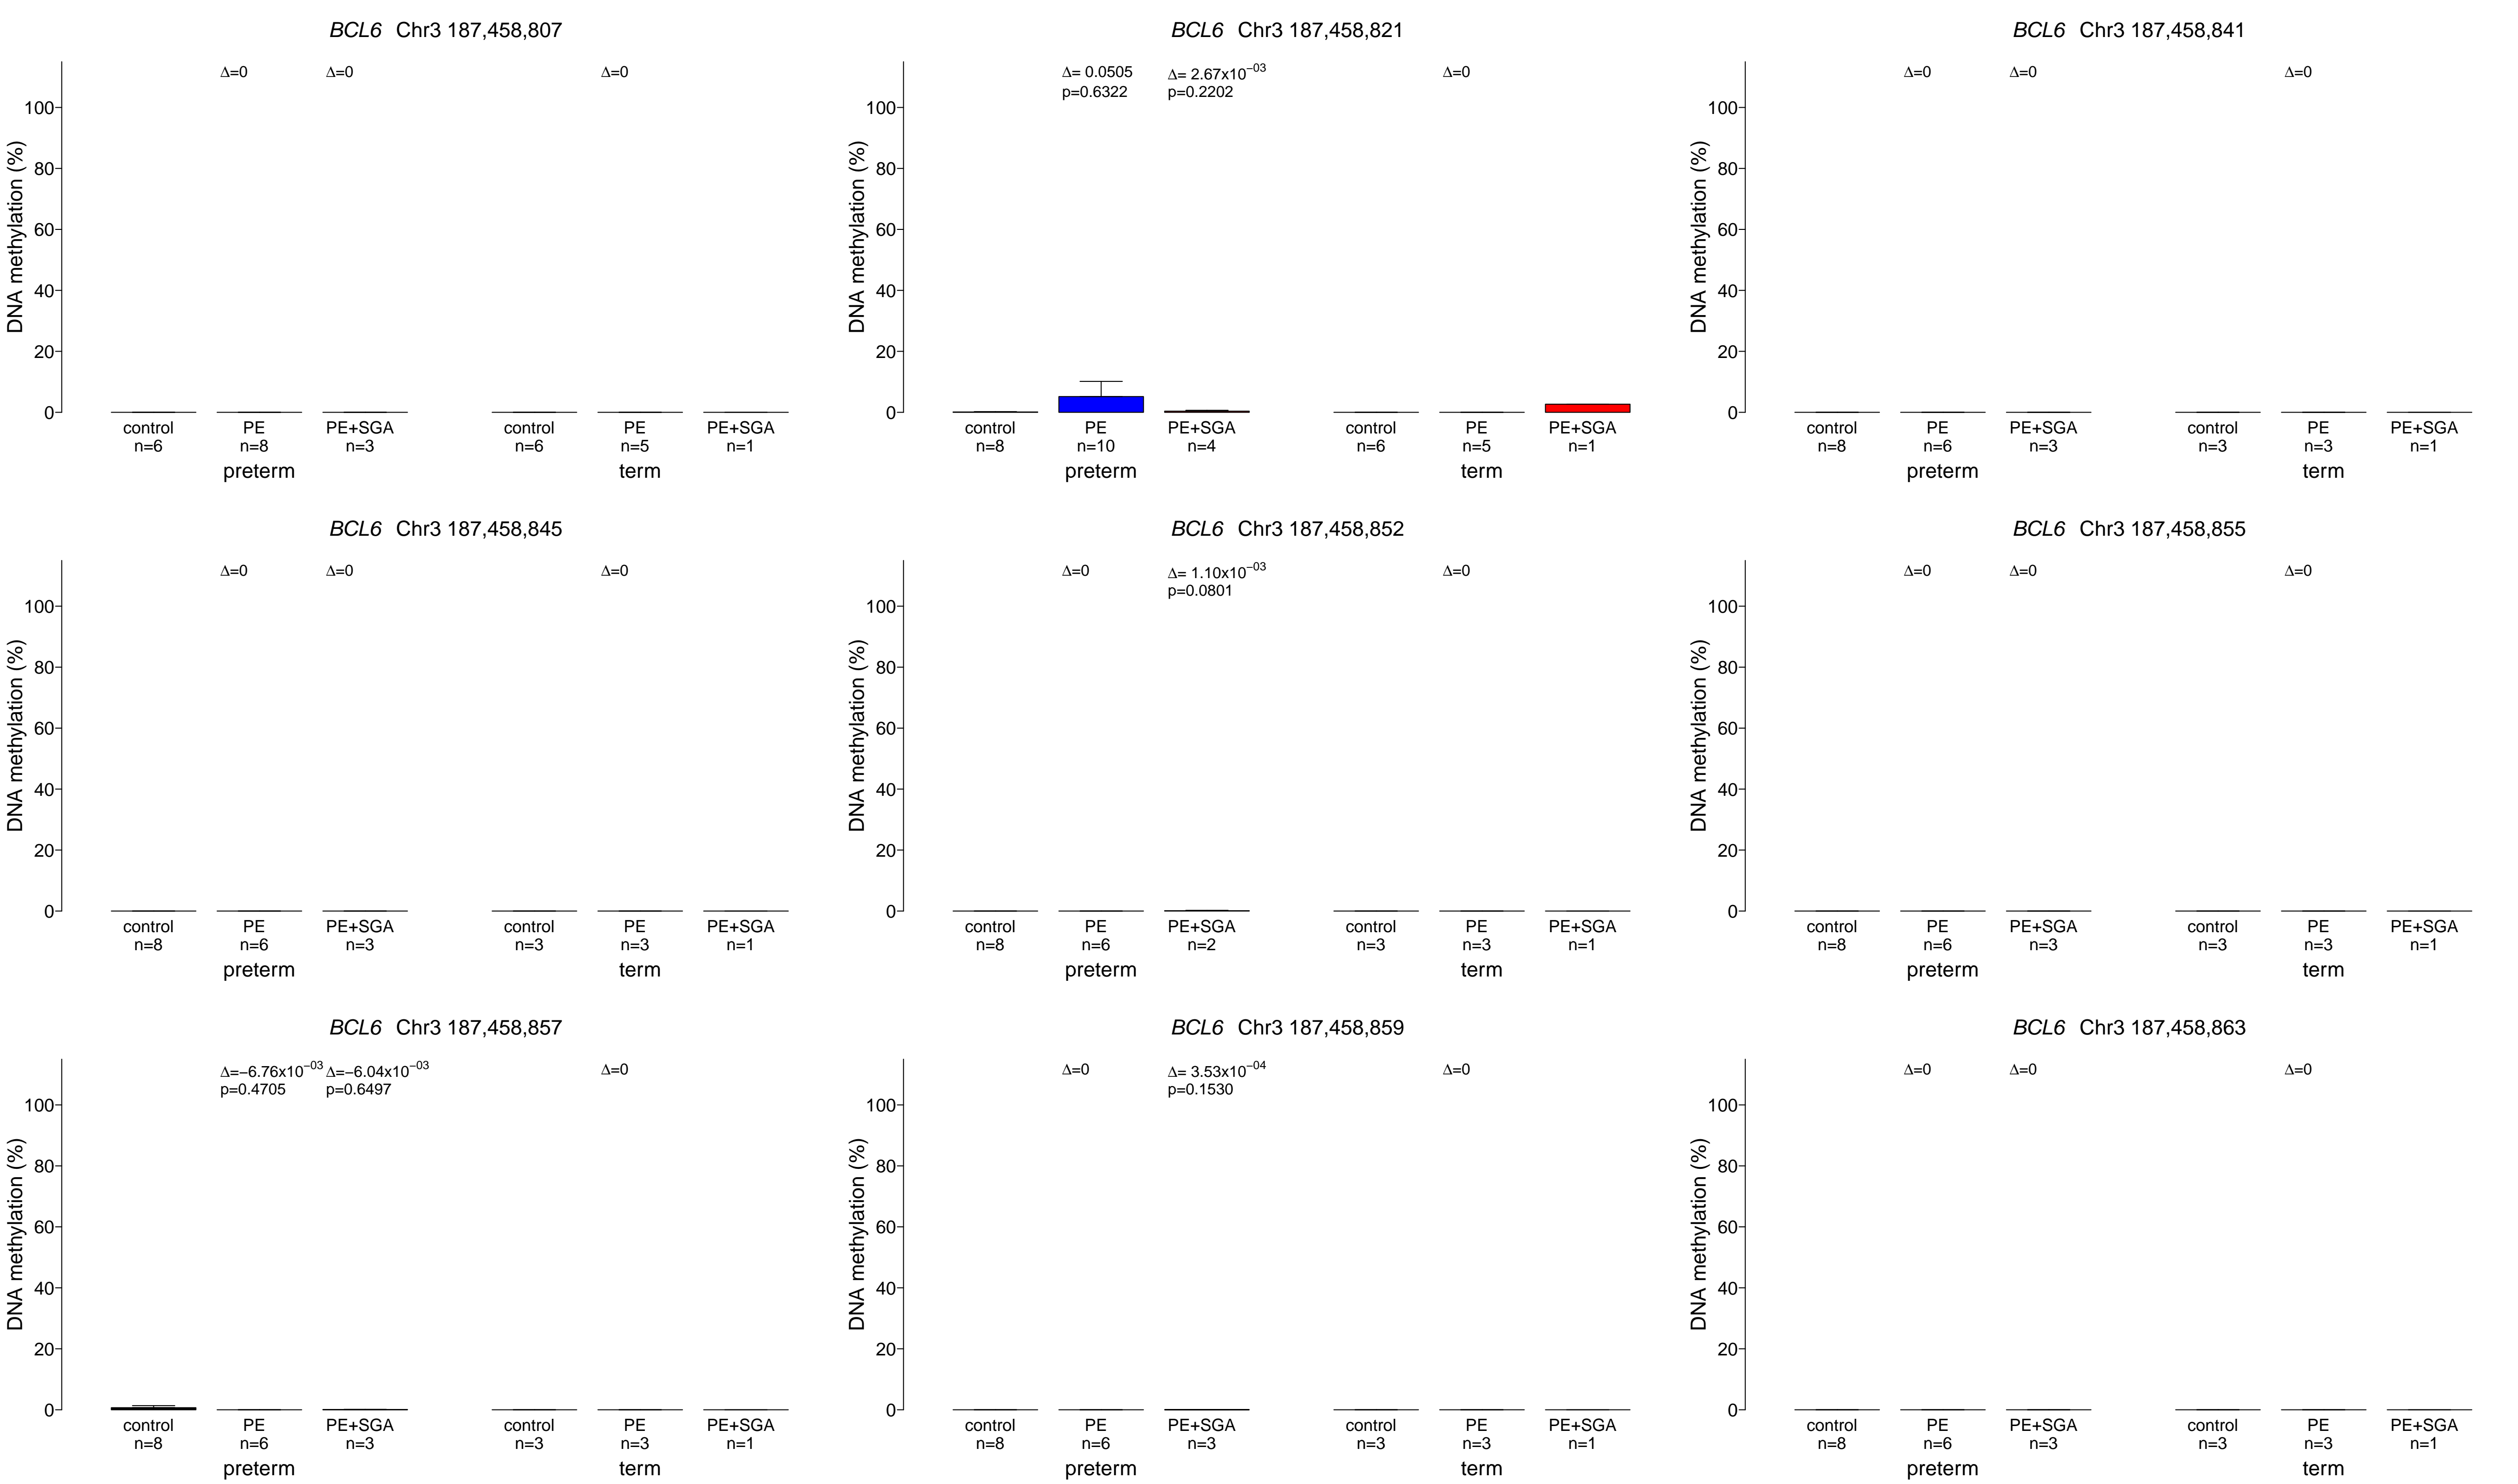 BCL6 Chr3 187,458,807
Δ=0 Δ=0 Δ=0
DNA methylation (%)
100
80
60
40
20
0
control PE PE+SGA control PE PE+SGA
n=6 n=8 n=3 n=6 n=5 n=1
preterm term
BCL6 Chr3 187,458,821
Δ= 0.0505 Δ= 2.67x10⁻⁰³ Δ=0
p=0.6322 p=0.2202
DNA methylation (%)
100
80
60
40
20
0
control PE PE+SGA control PE PE+SGA
n=8 n=10 n=4 n=6 n=5 n=1
preterm term
BCL6 Chr3 187,458,841
Δ=0 Δ=0 Δ=0
DNA methylation (%)
100
80
60
40
20
0
control PE PE+SGA control PE PE+SGA
n=8 n=6 n=3 n=3 n=3 n=1
preterm term
BCL6 Chr3 187,458,845
Δ=0 Δ=0 Δ=0
DNA methylation (%)
100
80
60
40
20
0
control PE PE+SGA control PE PE+SGA
n=8 n=6 n=3 n=3 n=3 n=1
preterm term
BCL6 Chr3 187,458,852
Δ=0 Δ= 1.10x10⁻⁰³ Δ=0
p=0.0801
DNA methylation (%)
100
80
60
40
20
0
control PE PE+SGA control PE PE+SGA
n=8 n=6 n=2 n=3 n=3 n=1
preterm term
BCL6 Chr3 187,458,855
Δ=0 Δ=0 Δ=0
DNA methylation (%)
100
80
60
40
20
0
control PE PE+SGA control PE PE+SGA
n=8 n=6 n=3 n=3 n=3 n=1
preterm term
BCL6 Chr3 187,458,857
Δ=−6.76x10⁻⁰³ Δ=−6.04x10⁻⁰³ Δ=0
p=0.4705 p=0.6497
DNA methylation (%)
100
80
60
40
20
0
control PE PE+SGA control PE PE+SGA
n=8 n=6 n=3 n=3 n=3 n=1
preterm term
BCL6 Chr3 187,458,859
Δ=0 Δ= 3.53x10⁻⁰⁴ Δ=0
p=0.1530
DNA methylation (%)
100
80
60
40
20
0
control PE PE+SGA control PE PE+SGA
n=8 n=6 n=3 n=3 n=3 n=1
preterm term
BCL6 Chr3 187,458,863
Δ=0 Δ=0 Δ=0
DNA methylation (%)
100
80
60
40
20
0
control PE PE+SGA control PE PE+SGA
n=8 n=6 n=3 n=3 n=3 n=1
preterm term